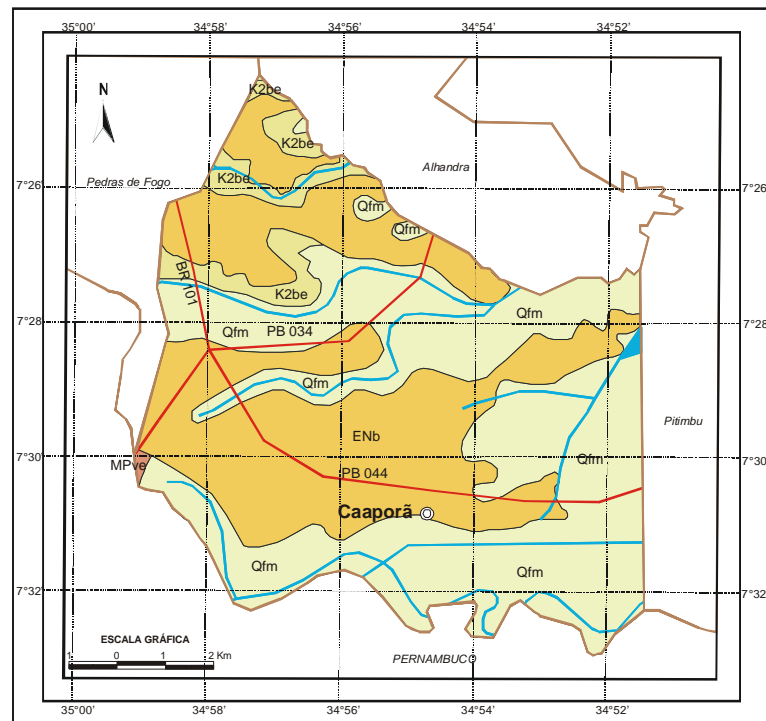 35°00' 34°58' 34°56' 34°54' 34°52'
N
K2be
K2be
Alhandra
Pedras de Fogo
K2be
7°26' 7°26'
Qfm
Qfm
BR 101
K2be
Qfm
7°28' 7°28'
Qfm
PB 034
Qfm
Pitimbu
ENb
7°30' 7°30'
MPve
Qfm
PB 044
Caaporã
Qfm
Qfm
7°32' 7°32'
ESCALA GRÁFICA
1 0 1 2 Km
PERNAMBUCO
35°00' 34°58' 34°56' 34°54' 34°52'